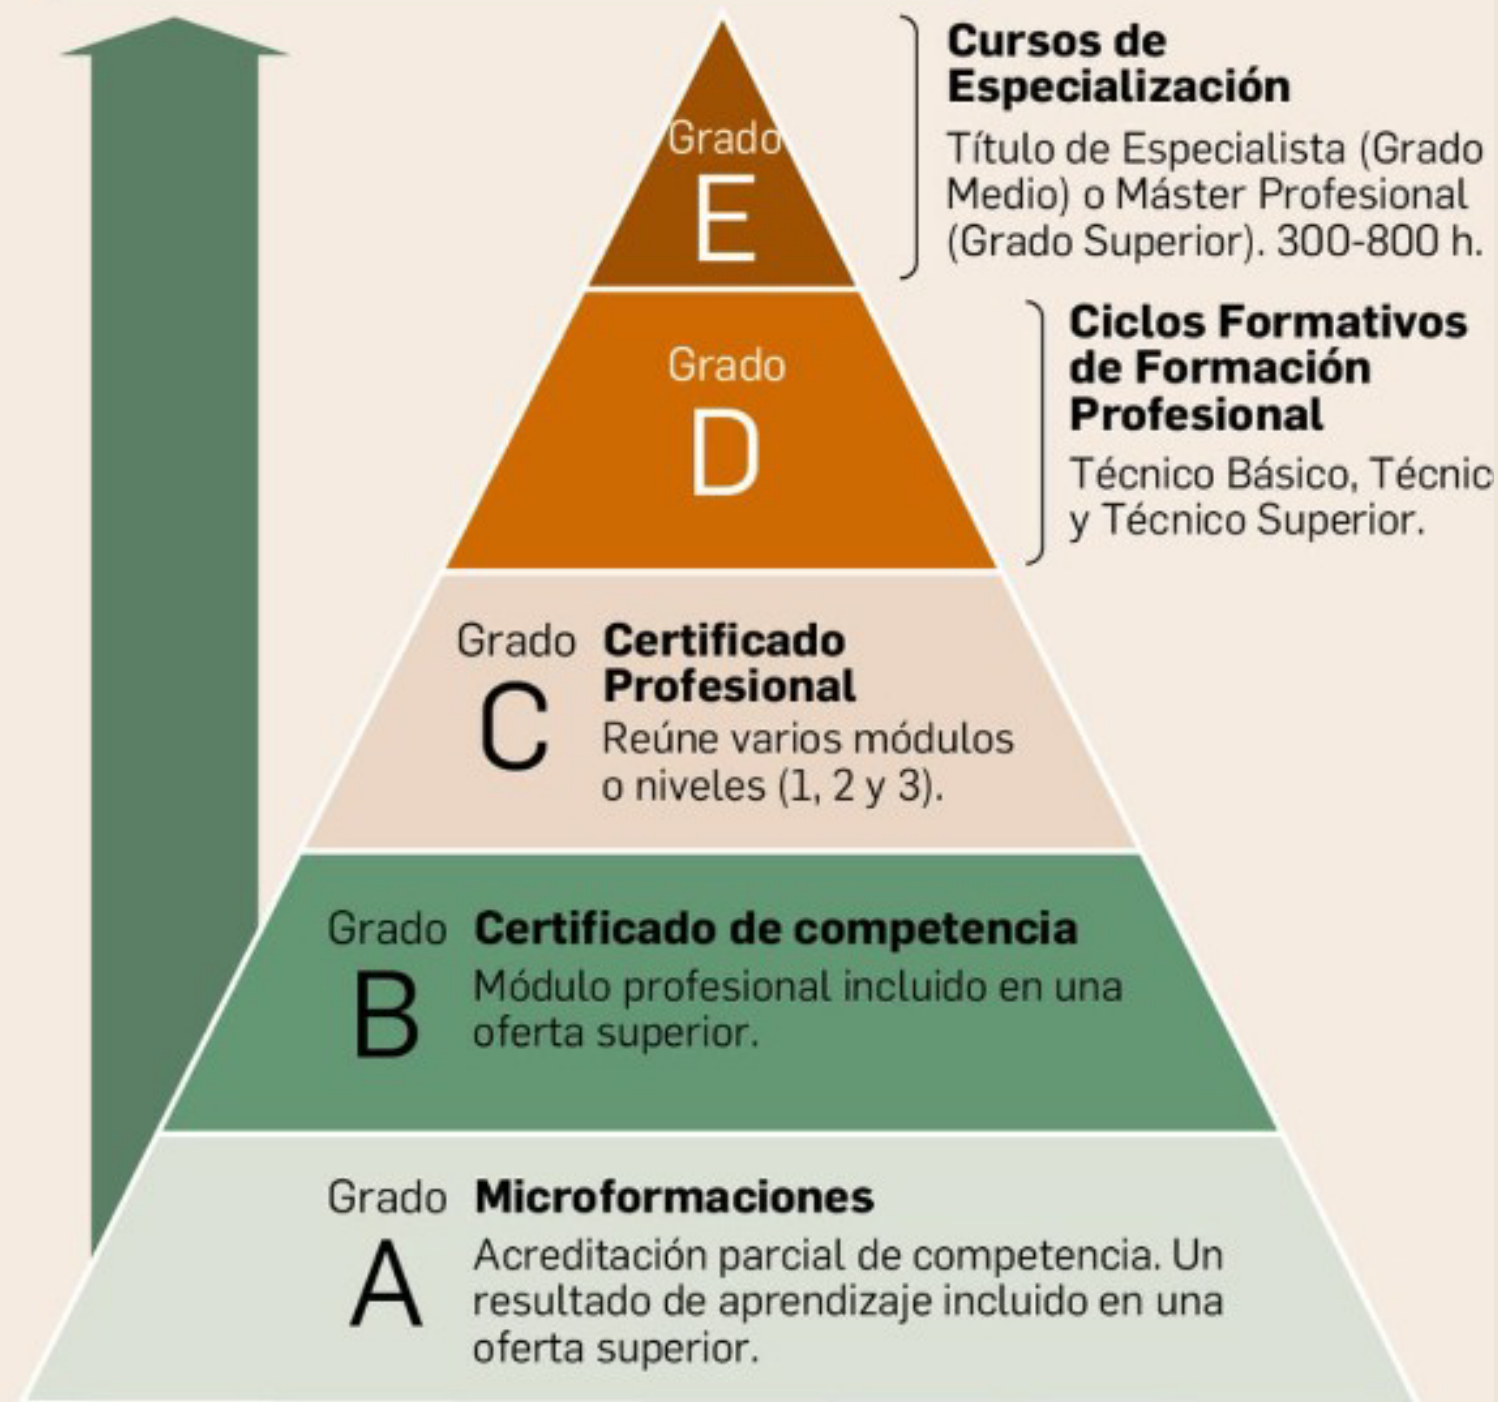 Grado
E
Cursos de
Especialización
Título de Especialista (Grado
Medio) o Máster Profesional
(Grado Superior). 300-800 h.
Grado
D
Ciclos Formativos
de Formación
Profesional
Técnico Básico, Técnic
y Técnico Superior.
Grado
C
Certificado
Profesional
Reúne varios módulos
o niveles (1, 2 y 3).
Grado
B
Certificado de competencia
Módulo profesional incluido en una
oferta superior.
Grado
A
Microformaciones
Acreditación parcial de competencia. Un
resultado de aprendizaje incluido en una
oferta superior.